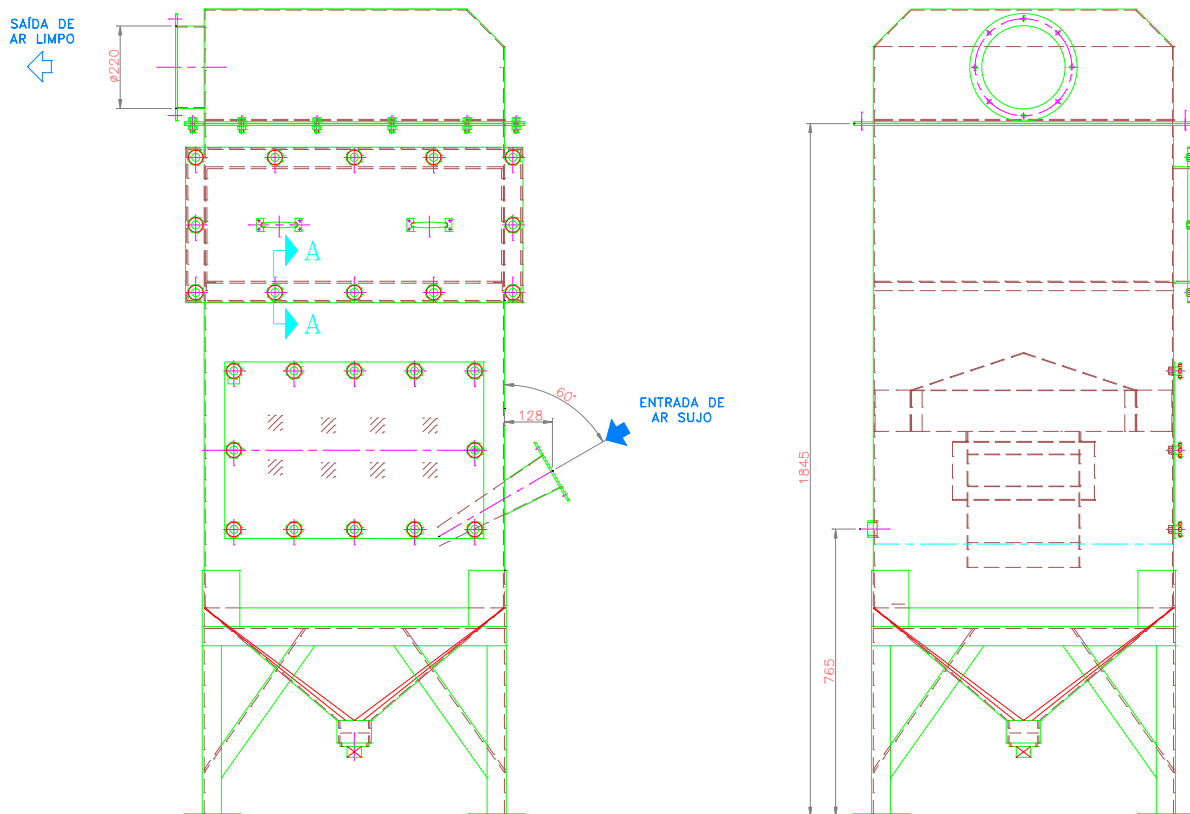 SAÍDA DE
AR LIMPO
ø220
A
A
60°
128
ENTRADA DE
AR SUJO
1845
765